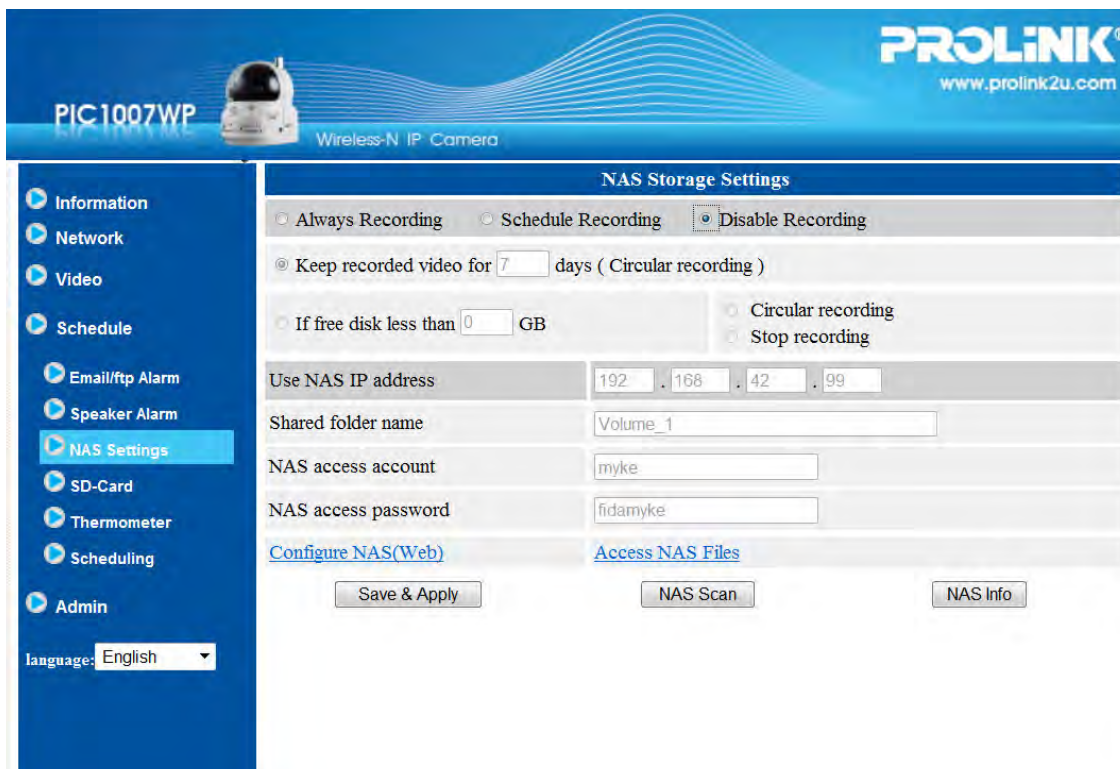 PROLiNK®
www.prolink2u.com
PIC1007WP
Wireless-N IP Camera
Information
Network
Video
Schedule
Email/ftp Alarm
Speaker Alarm
NAS Settings
SD-Card
Thermometer
Scheduling
Admin
language: English
NAS Storage Settings
Always Recording Schedule Recording Disable Recording
Keep recorded video for 7 days ( Circular recording )
If free disk less than 0 GB
Circular recording
Stop recording
Use NAS IP address 192 . 168 . 42 . 99
Shared folder name Volume_1
NAS access account myke
NAS access password fidamyke
Configure NAS(Web) Access NAS Files
Save & Apply NAS Scan NAS Info